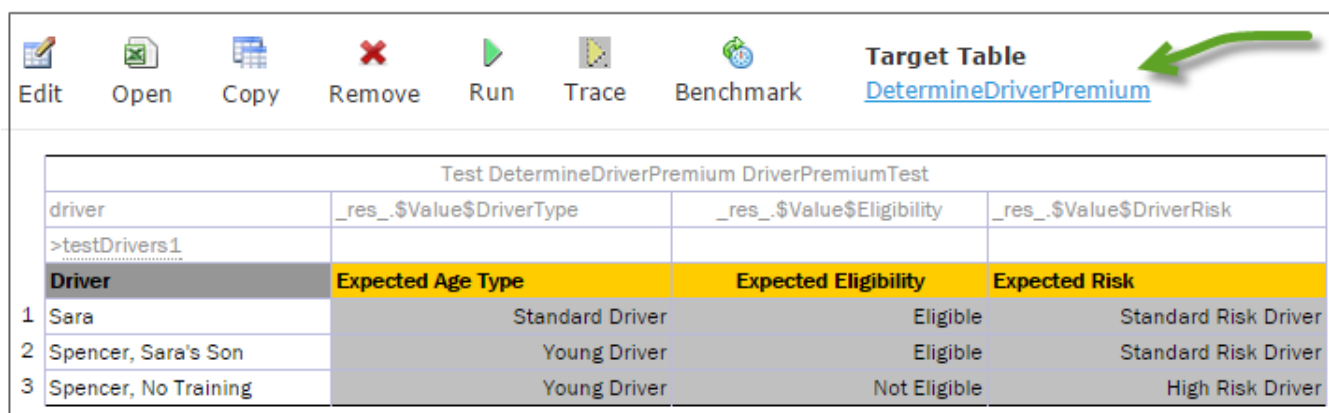 Target Table
Edit Open Copy Remove Run Trace Benchmark DetermineDriverPremium
Test DetermineDriverPremium DriverPremiumTest
driver _res_.$Value$DriverType _res_.$Value$Eligibility _res_.$Value$DriverRisk
>testDrivers1
Driver Expected Age Type Expected Eligibility Expected Risk
1 Sara Standard Driver Eligible Standard Risk Driver
2 Spencer, Sara's Son Young Driver Eligible Standard Risk Driver
3 Spencer, No Training Young Driver Not Eligible High Risk Driver